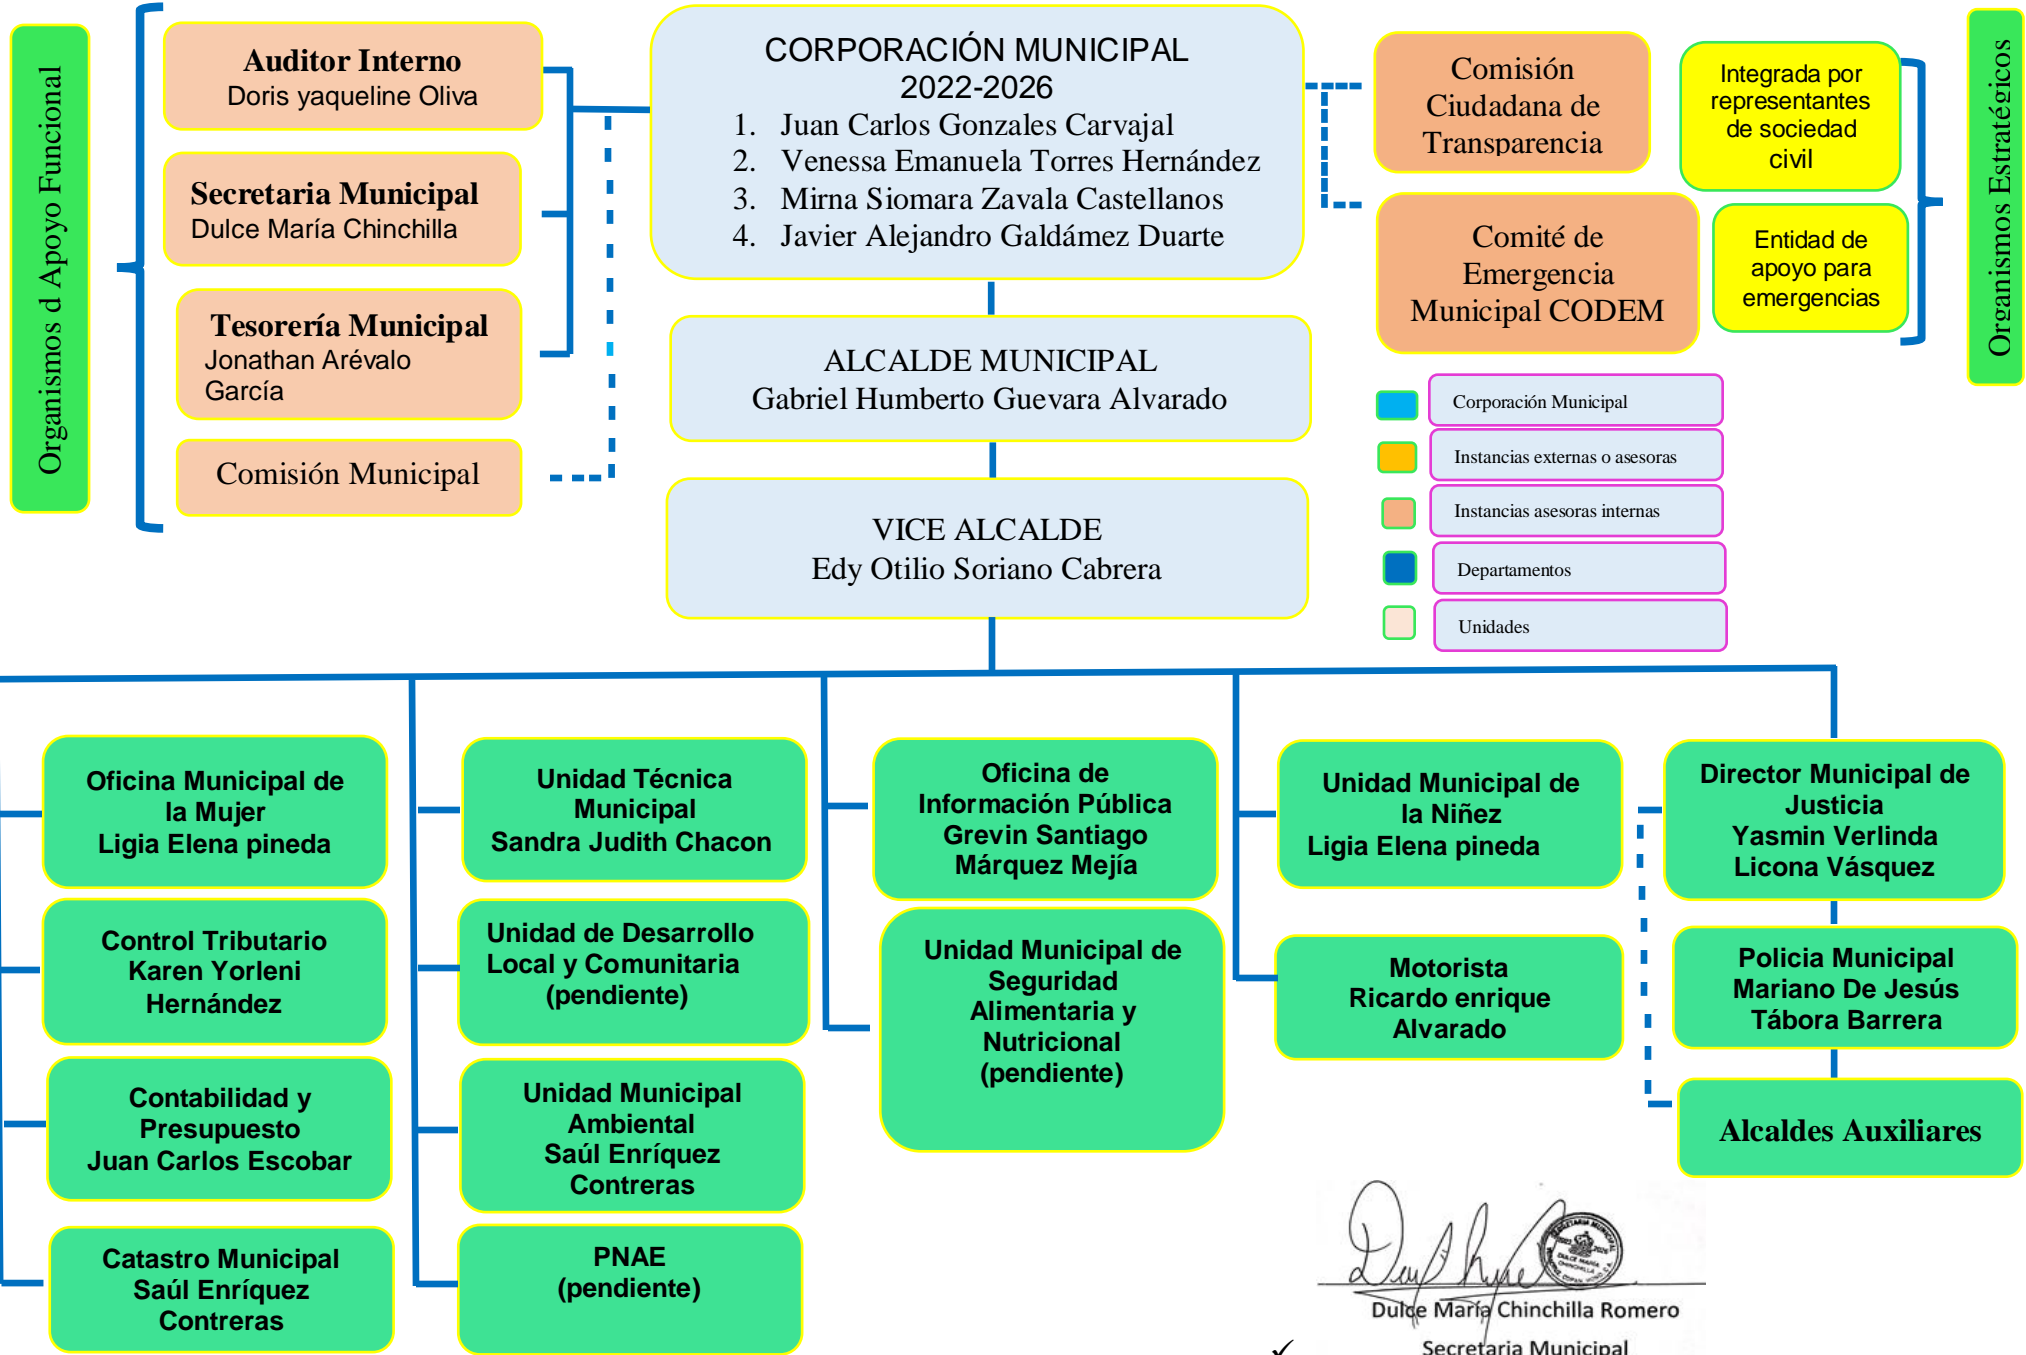 Organismos d Apoyo Funcional
Auditor Interno
Doris yaqueline Oliva
Secretaria Municipal
Dulce María Chinchilla
Tesorería Municipal
Jonathan Arévalo
García
Comisión Municipal
CORPORACIÓN MUNICIPAL
2022-2026
1. Juan Carlos Gonzales Carvajal
2. Venessa Emanuela Torres Hernández
3. Mirna Siomara Zavala Castellanos
4. Javier Alejandro Galdámez Duarte
ALCALDE MUNICIPAL
Gabriel Humberto Guevara Alvarado
VICE ALCALDE
Edy Otilio Soriano Cabrera
Comisión
Ciudadana de
Transparencia
Integrada por
representantes
de sociedad
civil
Comité de
Emergencia
Municipal CODEM
Entidad de
apoyo para
emergencias
Organismos Estratégicos
Corporación Municipal
Instancias externas o asesoras
Instancias asesoras internas
Departamentos
Unidades
Oficina Municipal de
la Mujer
Ligia Elena pineda
Control Tributario
Karen Yorleni
Hernández
Contabilidad y
Presupuesto
Juan Carlos Escobar
Catastro Municipal
Saúl Enríquez
Contreras
Unidad Técnica
Municipal
Sandra Judith Chacon
Unidad de Desarrollo
Local y Comunitaria
(pendiente)
Unidad Municipal
Ambiental
Saúl Enríquez
Contreras
PNAE
(pendiente)
Oficina de
Información Pública
Grevin Santiago
Márquez Mejía
Unidad Municipal de
Seguridad
Alimentaria y
Nutricional
(pendiente)
Unidad Municipal de
la Niñez
Ligia Elena pineda
Motorista
Ricardo enrique
Alvarado
Director Municipal de
Justicia
Yasmin Verlinda
Licona Vásquez
Policia Municipal
Mariano De Jesús
Tábora Barrera
Alcaldes Auxiliares
Dulce María Chinchilla Romero
Secretaria Municipal